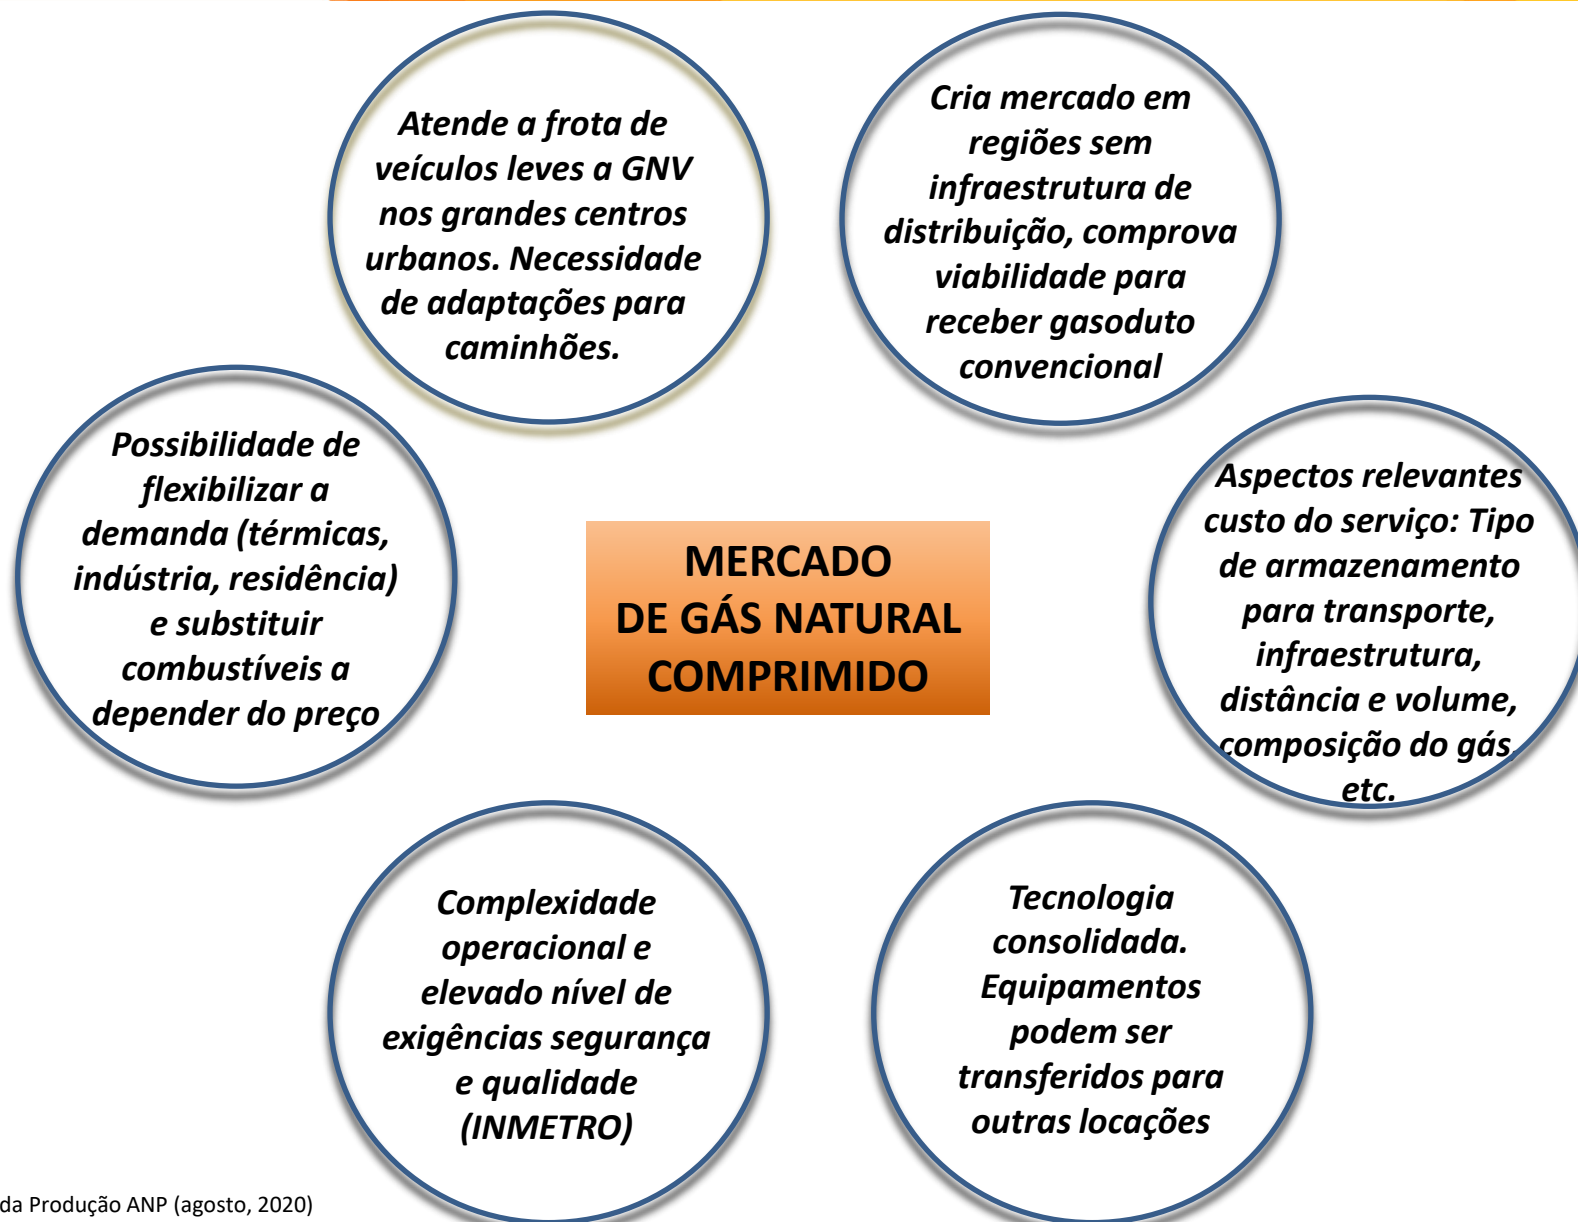 Atende a frota de
veículos leves a GNV
nos grandes centros
urbanos. Necessidade
de adaptações para
caminhões.
Cria mercado em
regiões sem
infraestrutura de
distribuição, comprova
viabilidade para
receber gasoduto
convencional
Possibilidade de
flexibilizar a
demanda (térmicas,
indústria, residência)
e substituir
combustíveis a
depender do preço
MERCADO
DE GÁS NATURAL
COMPRIMIDO
Aspectos relevantes
custo do serviço: Tipo
de armazenamento
para transporte,
infraestrutura,
distância e volume,
composição do gás,
etc.
Complexidade
operacional e
elevado nível de
exigências segurança
e qualidade
(INMETRO)
Tecnologia
consolidada.
Equipamentos
podem ser
transferidos para
outras locações
da Produção ANP (agosto, 2020)